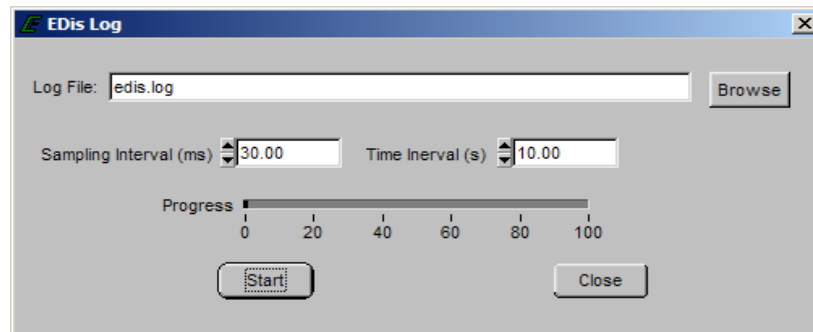 EDis Log
Log File: edis.log Browse
Sampling Interval (ms) 30.00 Time Inerval (s) 10.00
Progress
0 20 40 60 80 100
Start Close